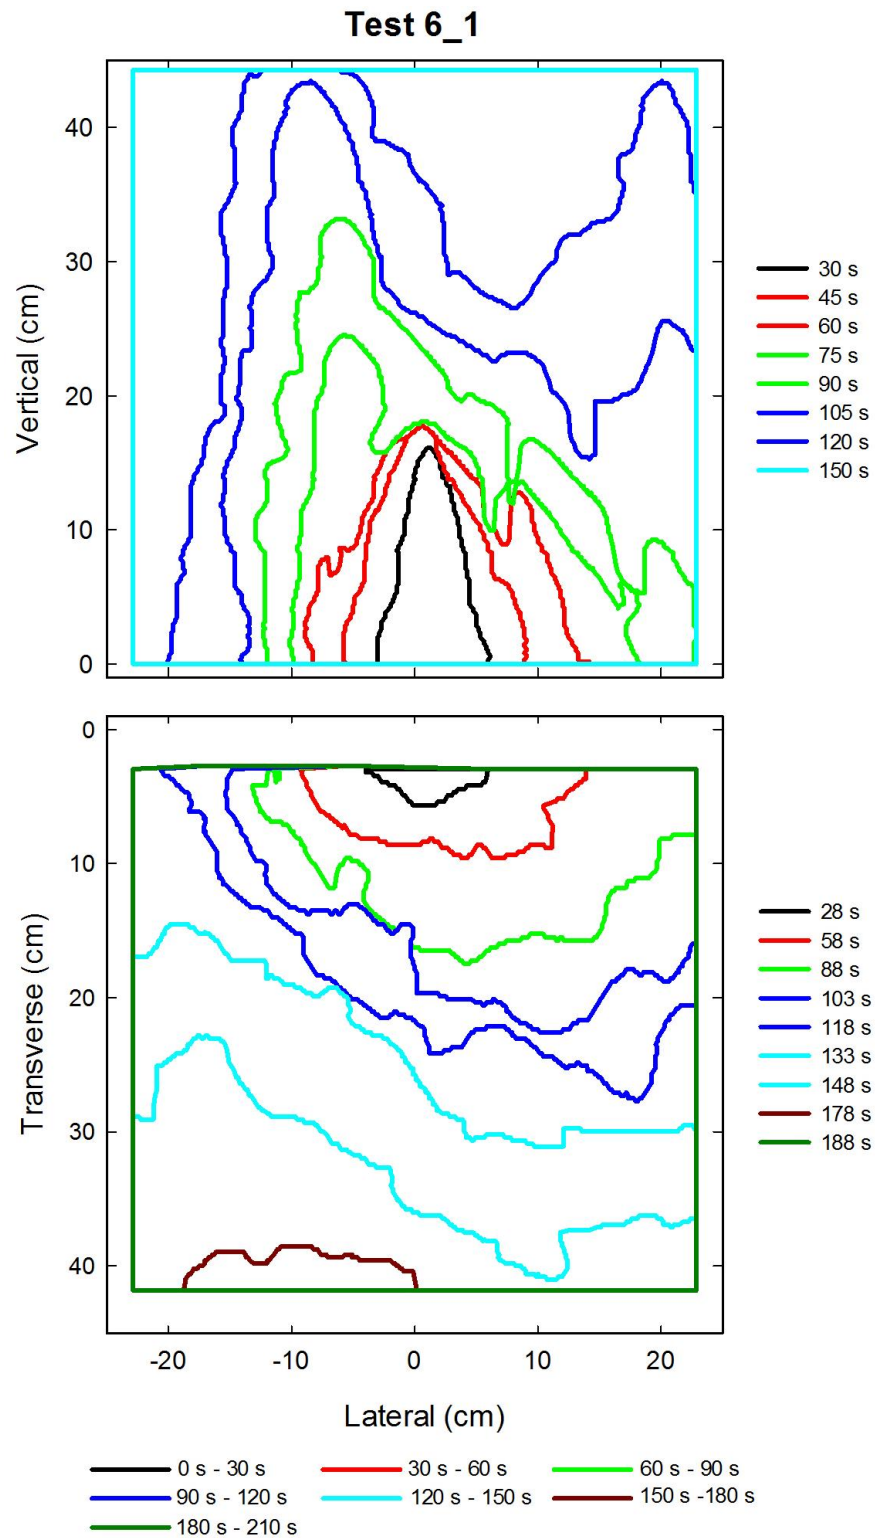 Test 6_1
40
30
20
10
0
Vertical (cm)
30 s
45 s
60 s
75 s
90 s
105 s
120 s
150 s
0
10
20
30
40
Transverse (cm)
28 s
58 s
88 s
103 s
118 s
133 s
148 s
178 s
188 s
-20 -10 0 10 20
Lateral (cm)
0 s - 30 s 30 s - 60 s 60 s - 90 s
90 s - 120 s 120 s - 150 s 150 s -180 s
180 s - 210 s